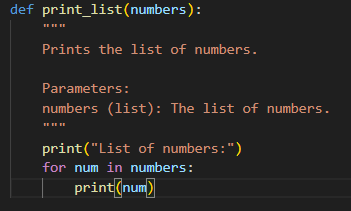 def print_list(numbers):
    """
    Prints the list of numbers.

    Parameters:
    numbers (list): The list of numbers.
    """
    print("List of numbers:")
    for num in numbers:
        print(num)